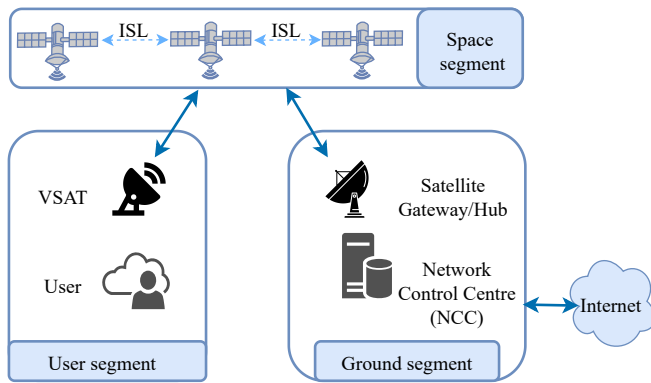 ISL
ISL
Space
segment
VSAT
User
User segment
Satellite
Gateway/Hub
Network
Control Centre
(NCC)
Ground segment
Internet